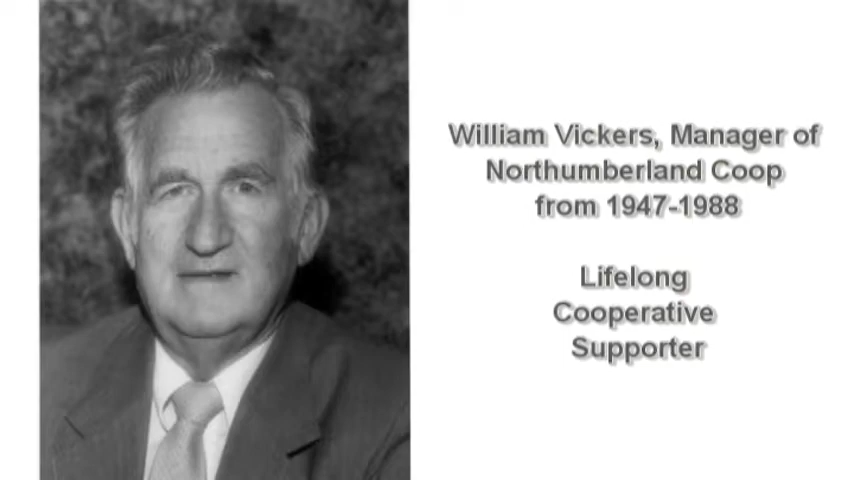 William Vickers, Manager of
Northumberland Coop
from 1947-1988
Lifelong
Cooperative
Supporter